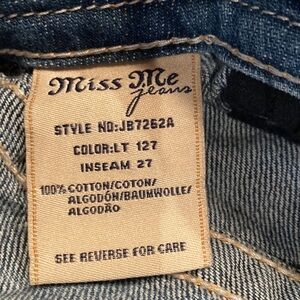 Miss Me
jeans
STYLE NO:JB7262A
COLOR:LT 127
INSEAM 27
100% COTTON/COTON/
ALGODÓN/BAUMWOLLE/
ALGODÃO
SEE REVERSE FOR CARE